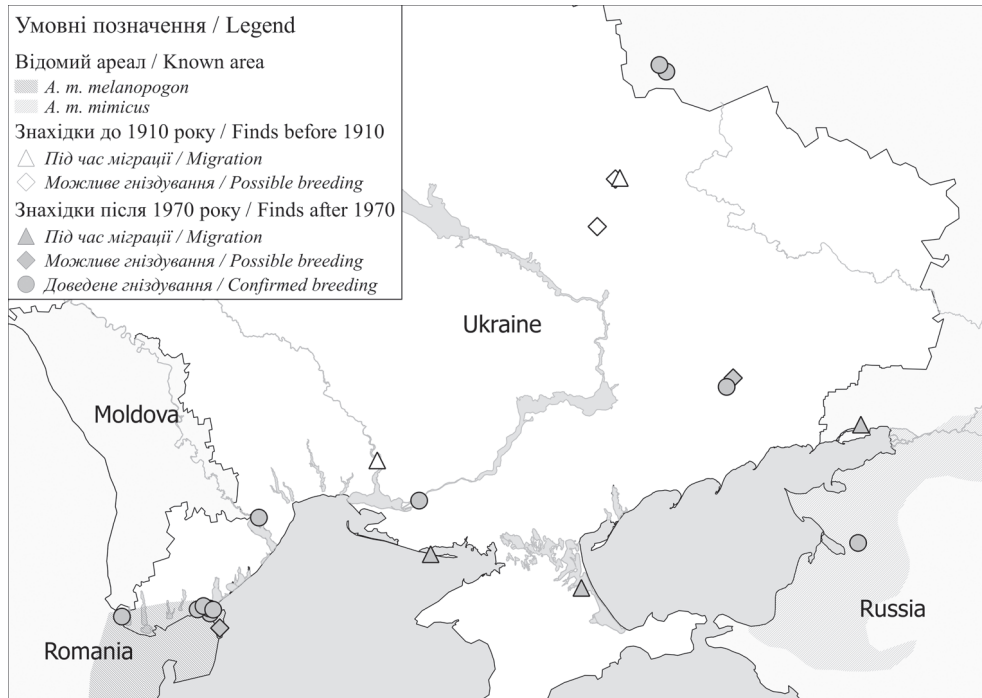 Умовні позначення / Legend
Відомий ареал / Known area
A. m. melanopogon
A. m. mimicus
Знахідки до 1910 року / Finds before 1910
Під час міграції / Migration
Можливе гніздування / Possible breeding
Знахідки після 1970 року / Finds after 1970
Під час міграції / Migration
Можливе гніздування / Possible breeding
Доведене гніздування / Confirmed breeding
Ukraine
Moldova
Russia
Romania